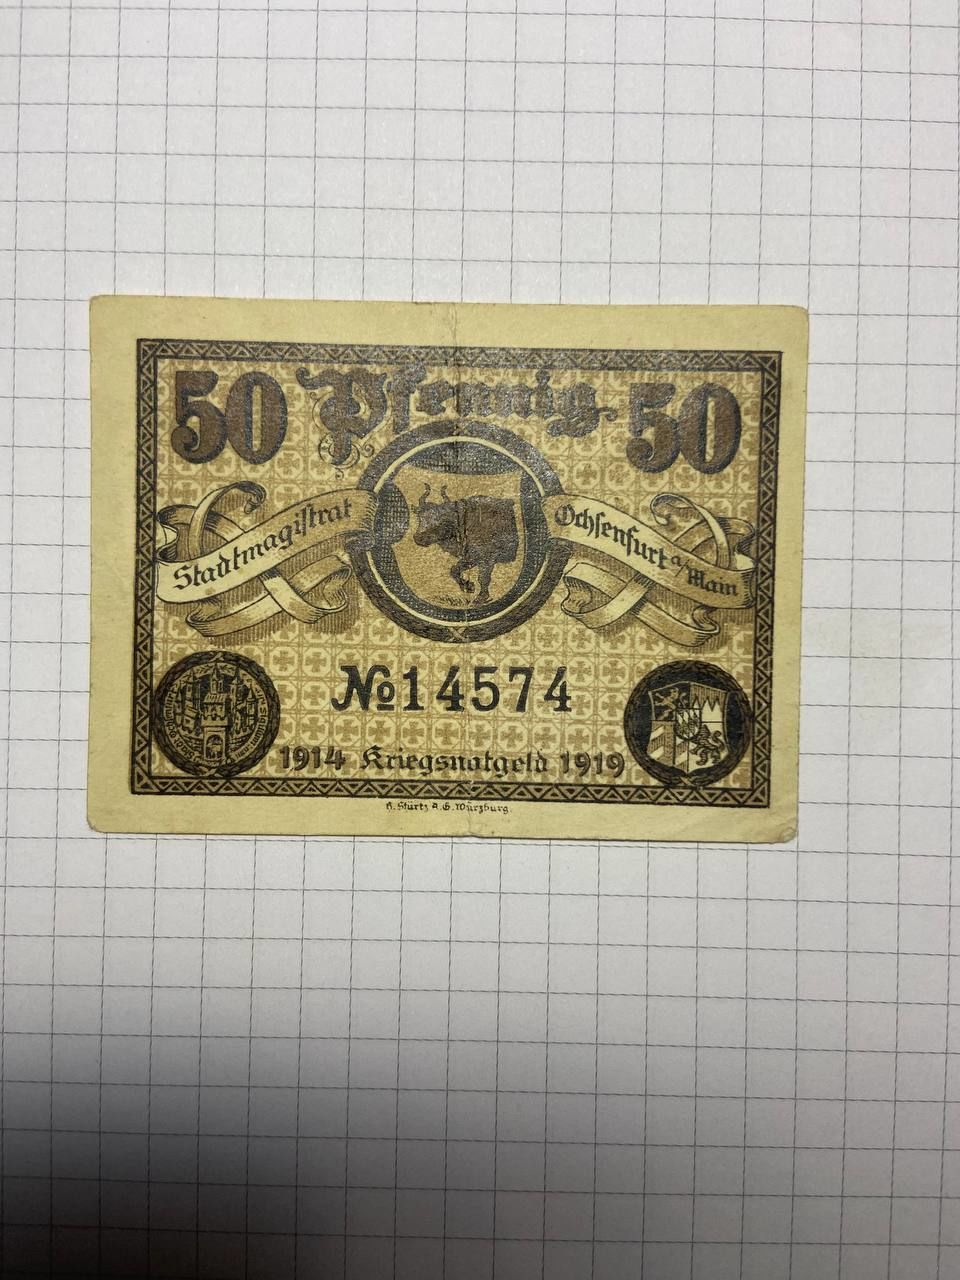 50 Pfennig 50
Stadtmagistrat Ochsenfurt a/Main
№14574
1914 Kriegsnotgeld 1919
H. Stürtz A. G. Würzburg.